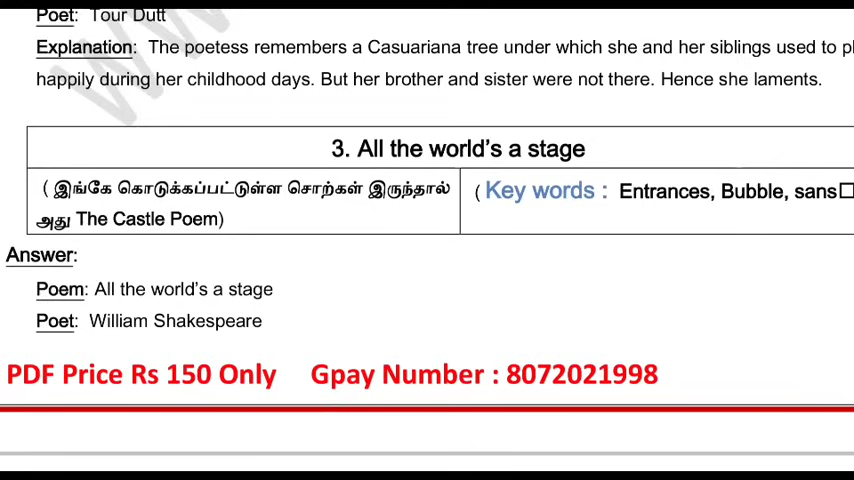 Poet: Tour Dutt
Explanation: The poetess remembers a Casuariana tree under which she and her siblings used to pl
happily during her childhood days. But her brother and sister were not there. Hence she laments.
3. All the world's a stage
( இங்கே கொடுக்கப்பட்டுள்ள சொற்கள் இருந்தால் ( Key words : Entrances, Bubble, sans□
அது The Castle Poem)
Answer:
Poem: All the world's a stage
Poet: William Shakespeare
PDF Price Rs 150 Only Gpay Number : 8072021998